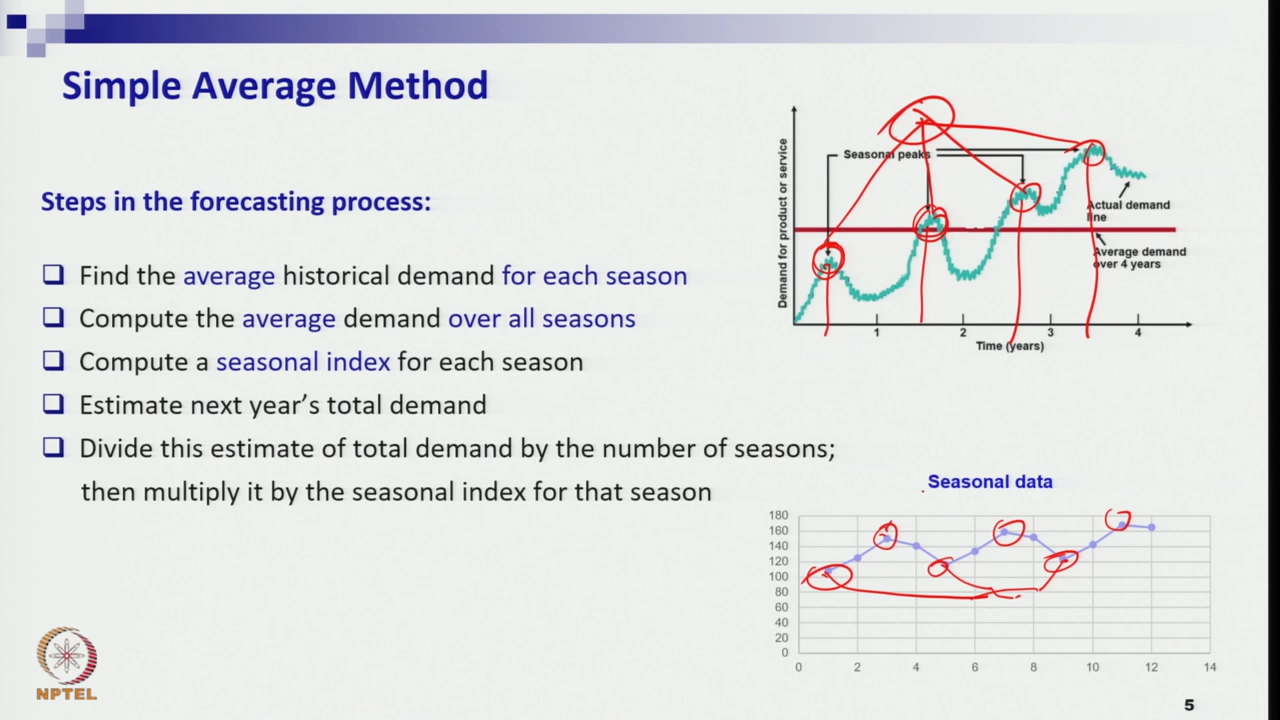 Simple Average Method
Steps in the forecasting process:
Find the average historical demand for each season
Compute the average demand over all seasons
Compute a seasonal index for each season
Estimate next year’s total demand
Divide this estimate of total demand by the number of seasons;
then multiply it by the seasonal index for that season
Demand for product or service
Seasonal peaks
Actual demand
line
Average demand
over 4 years
1 2 3 4
Time (years)
Seasonal data
180
160
140
120
100
80
60
40
20
0
0 2 4 6 8 10 12 14
NPTEL
5